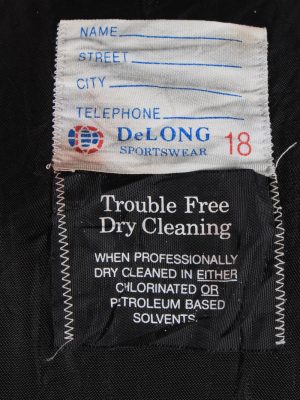 NAME
STREET
CITY
TELEPHONE
DeLONG
SPORTSWEAR 18
Trouble Free
Dry Cleaning
WHEN PROFESSIONALLY
DRY CLEANED IN EITHER
CHLORINATED OR
PETROLEUM BASED
SOLVENTS.